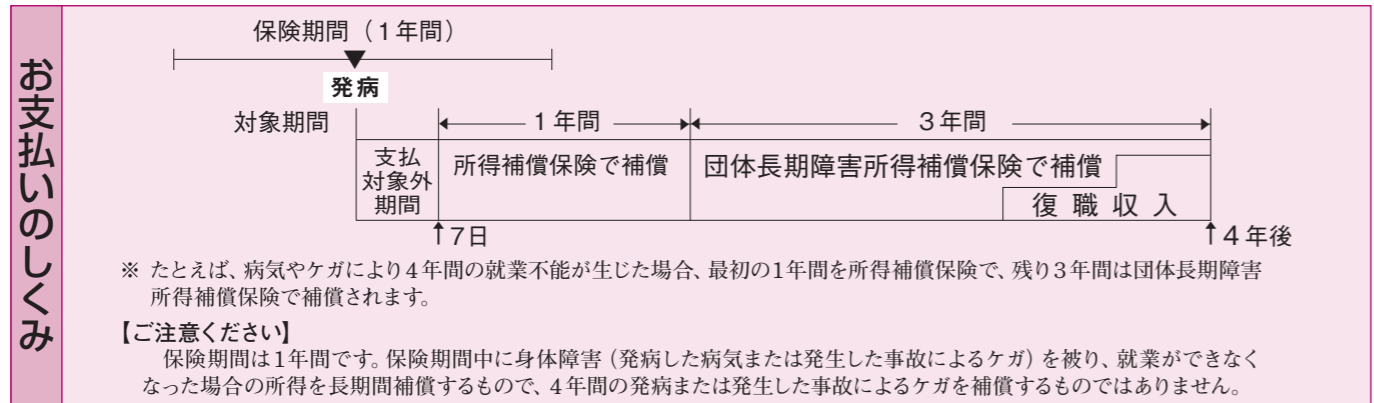 お支払いのしくみ
保険期間（１年間）
発病
対象期間
１年間
３年間
支払
対象外
期間
所得補償保険で補償
団体長期障害所得補償保険で補償
復職収入
↑7日
↑４年後
※ たとえば、病気やケガにより４年間の就業不能が生じた場合、最初の１年間を所得補償保険で、残り３年間は団体長期障害
所得補償保険で補償されます。
【ご注意ください】
保険期間は１年間です。保険期間中に身体障害（発病した病気または発生した事故によるケガ）を被り、就業ができなく
なった場合の所得を長期間補償するもので、４年間の発病または発生した事故によるケガを補償するものではありません。